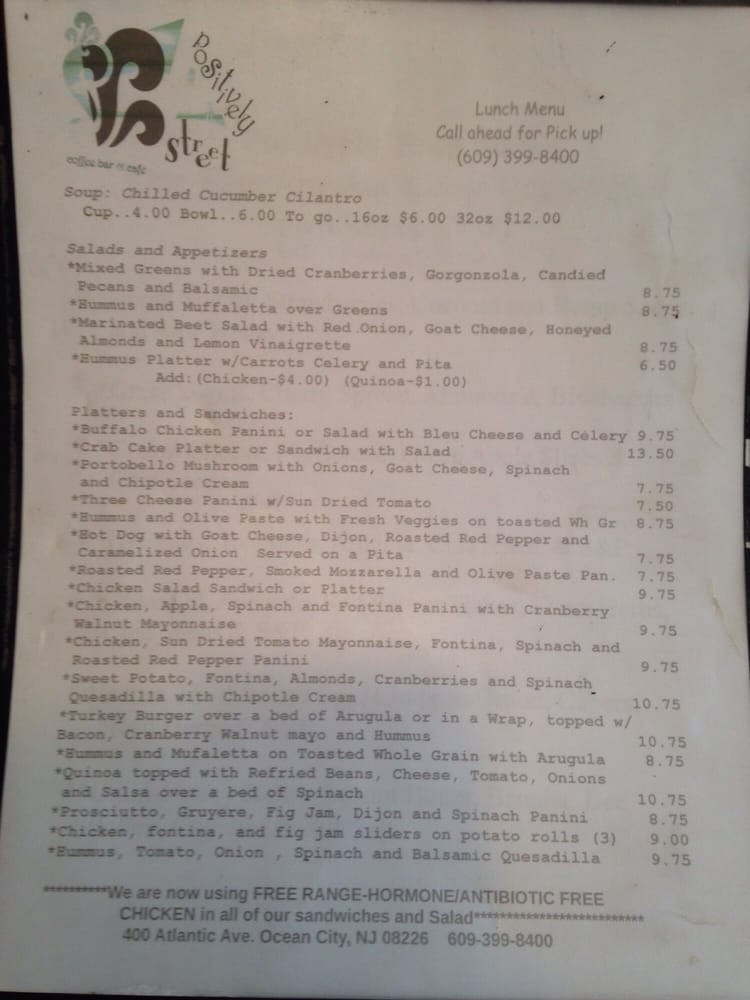 Positively
4th
Street
coffee bar & cafe
Lunch Menu
Call ahead for Pick up!
(609) 399-8400
Soup: Chilled Cucumber Cilantro
Cup..4.00 Bowl..6.00 To go..16oz $6.00 32oz $12.00
Salads and Appetizers
*Mixed Greens with Dried Cranberries, Gorgonzola, Candied
Pecans and Balsamic 8.75
*Hummus and Muffaletta over Greens 8.75
*Marinated Beet Salad with Red Onion, Goat Cheese, Honeyed
Almonds and Lemon Vinaigrette 8.75
*Hummus Platter w/Carrots Celery and Pita 6.50
Add:(Chicken-$4.00) (Quinoa-$1.00)
Platters and Sandwiches:
*Buffalo Chicken Panini or Salad with Bleu Cheese and Celery 9.75
*Crab Cake Platter or Sandwich with Salad 13.50
*Portobello Mushroom with Onions, Goat Cheese, Spinach
and Chipotle Cream 7.75
*Three Cheese Panini w/Sun Dried Tomato 7.50
*Hummus and Olive Paste with Fresh Veggies on toasted Wh Gr 8.75
*Hot Dog with Goat Cheese, Dijon, Roasted Red Pepper and
Caramelized Onion Served on a Pita 7.75
*Roasted Red Pepper, Smoked Mozzarella and Olive Paste Pan. 7.75
*Chicken Salad Sandwich or Platter 9.75
*Chicken, Apple, Spinach and Fontina Panini with Cranberry
Walnut Mayonnaise 9.75
*Chicken, Sun Dried Tomato Mayonnaise, Fontina, Spinach and
Roasted Red Pepper Panini 9.75
*Sweet Potato, Fontina, Almonds, Cranberries and Spinach
Quesadilla with Chipotle Cream 10.75
*Turkey Burger over a bed of Arugula or in a Wrap, topped w/
Bacon, Cranberry Walnut mayo and Hummus 10.75
*Hummus and Mufaletta on Toasted Whole Grain with Arugula 8.75
*Quinoa topped with Refried Beans, Cheese, Tomato, Onions
and Salsa over a bed of Spinach 10.75
*Prosciutto, Gruyere, Fig Jam, Dijon and Spinach Panini 8.75
*Chicken, fontina, and fig jam sliders on potato rolls (3) 9.00
*Hummus, Tomato, Onion , Spinach and Balsamic Quesadilla 9.75
**********We are now using FREE RANGE-HORMONE/ANTIBIOTIC FREE
CHICKEN in all of our sandwiches and Salad**************************
400 Atlantic Ave. Ocean City, NJ 08226 609-399-8400